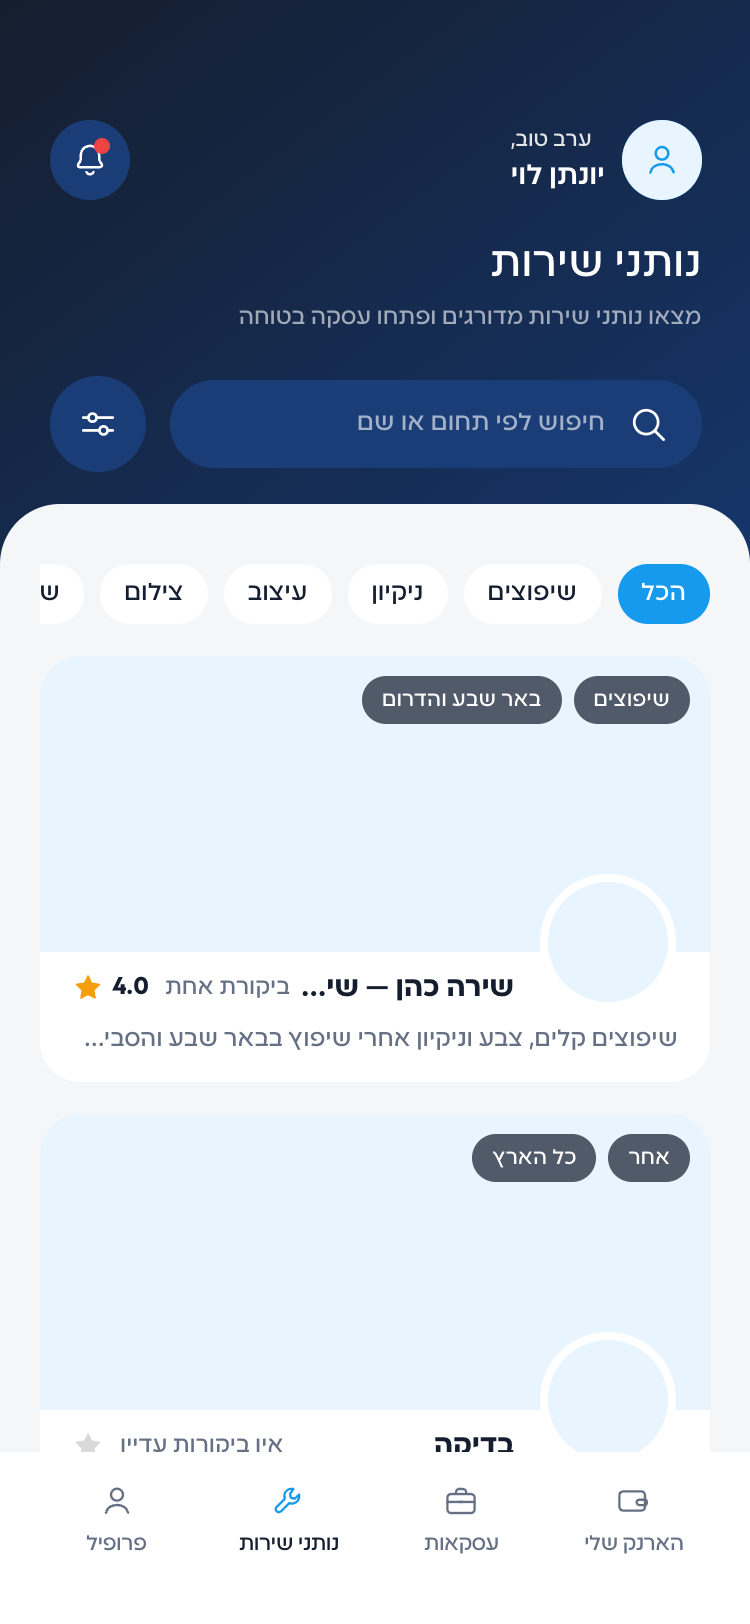 ערב טוב,
יונתן לוי
נותני שירות
מצאו נותני שירות מדורגים ופתחו עסקה בטוחה
חיפוש לפי תחום או שם
הכל שיפוצים ניקיון עיצוב צילום ש
שיפוצים באר שבע והדרום
שירה כהן – שי... ביקורת אחת 4.0
שיפוצים קלים, צבע וניקיון אחרי שיפוץ בבאר שבע והסבי...
אחר כל הארץ
בדיקה אין ביקורות עדיין
הארנק שלי עסקאות נותני שירות פרופיל